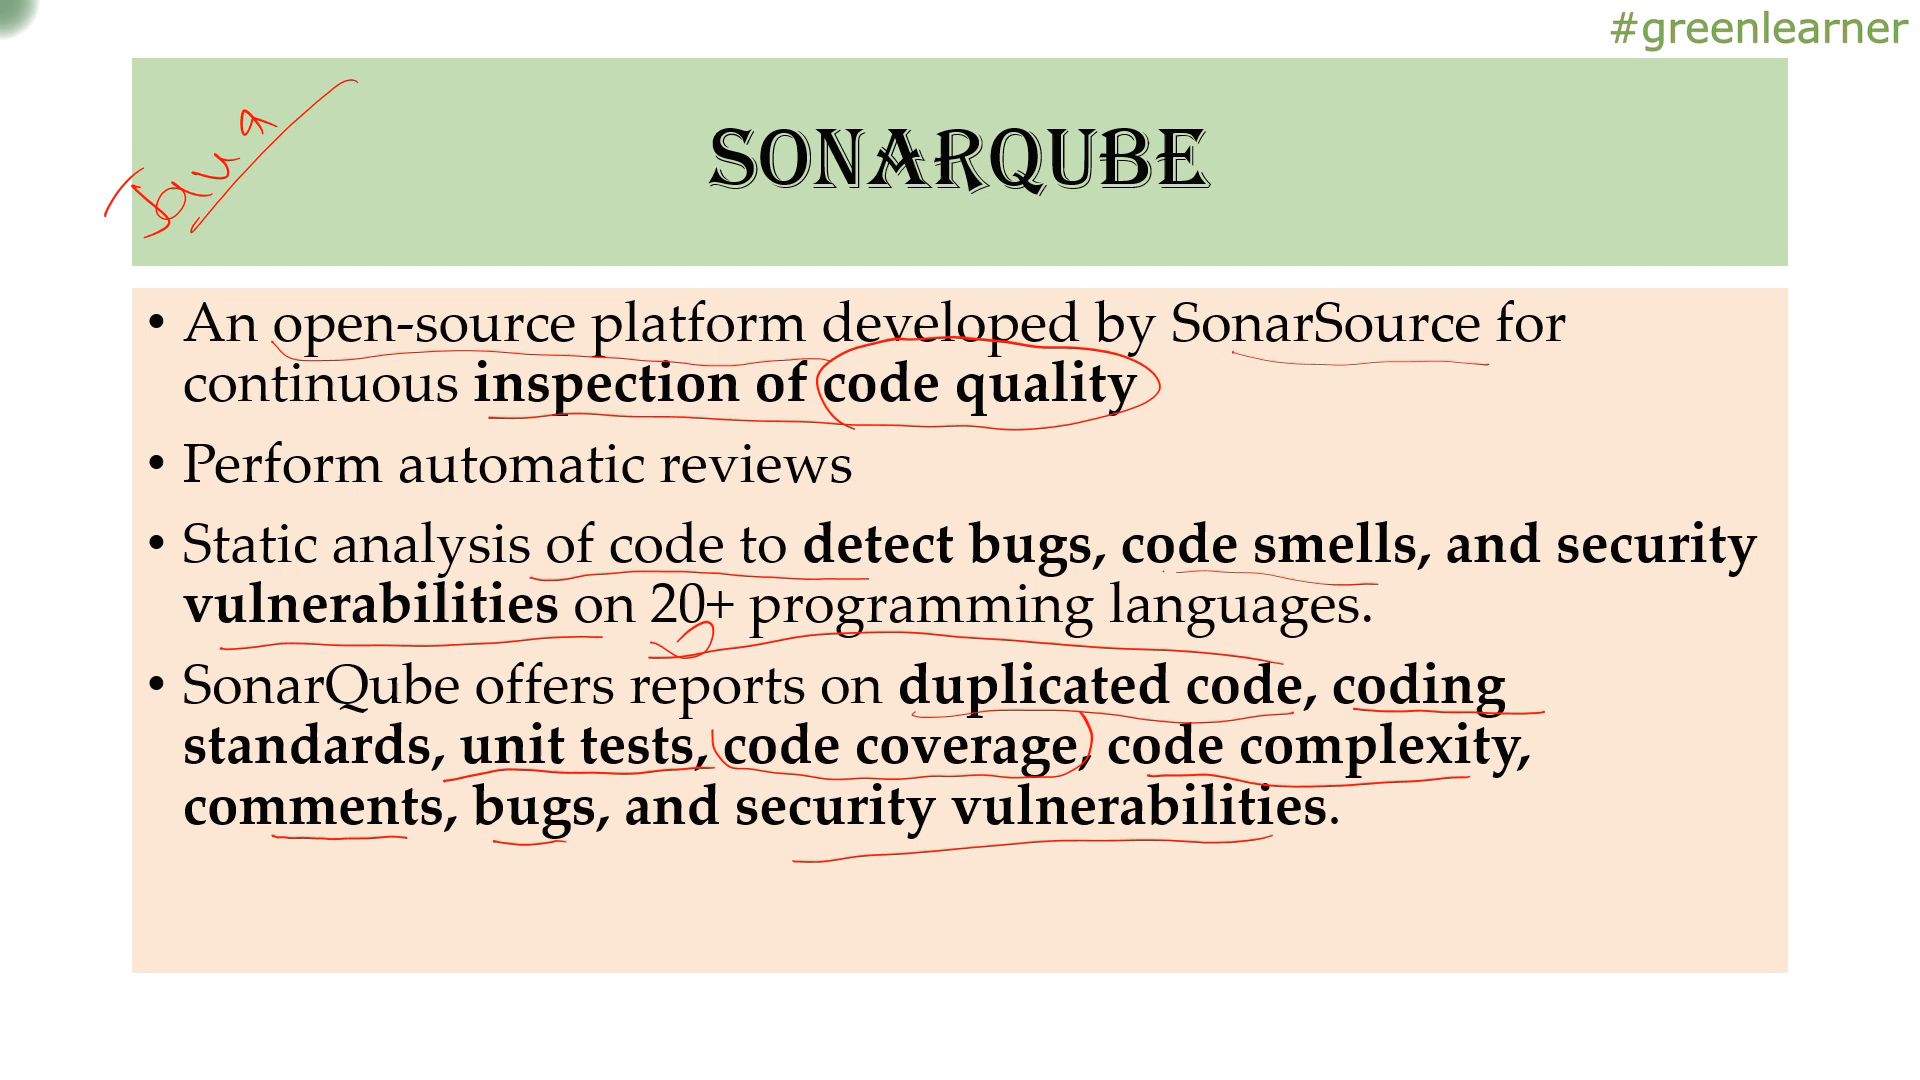 #greenlearner
SONARQUBE
Java
• An open-source platform developed by SonarSource for
continuous inspection of code quality
• Perform automatic reviews
• Static analysis of code to detect bugs, code smells, and security
vulnerabilities on 20+ programming languages.
• SonarQube offers reports on duplicated code, coding
standards, unit tests, code coverage, code complexity,
comments, bugs, and security vulnerabilities.